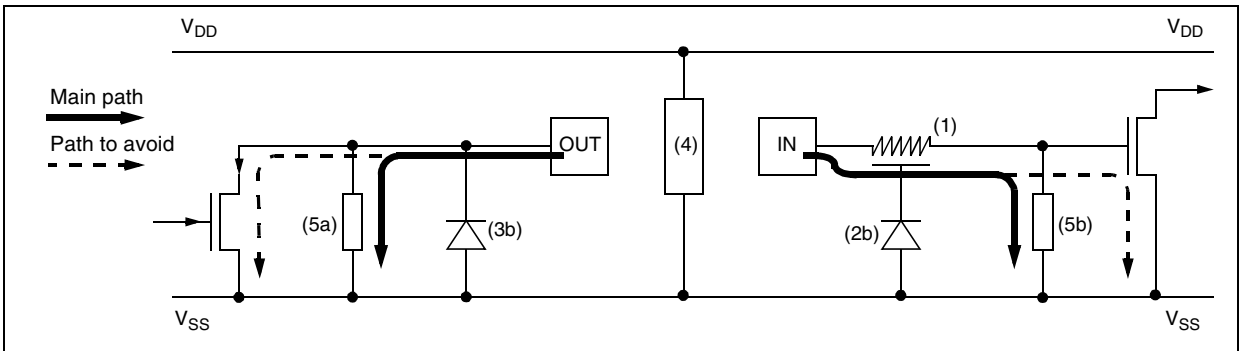 VDD
VDD
Main path
Path to avoid
OUT
(4)
IN
(1)
(5a)
(3b)
(2b)
(5b)
VSS
VSS